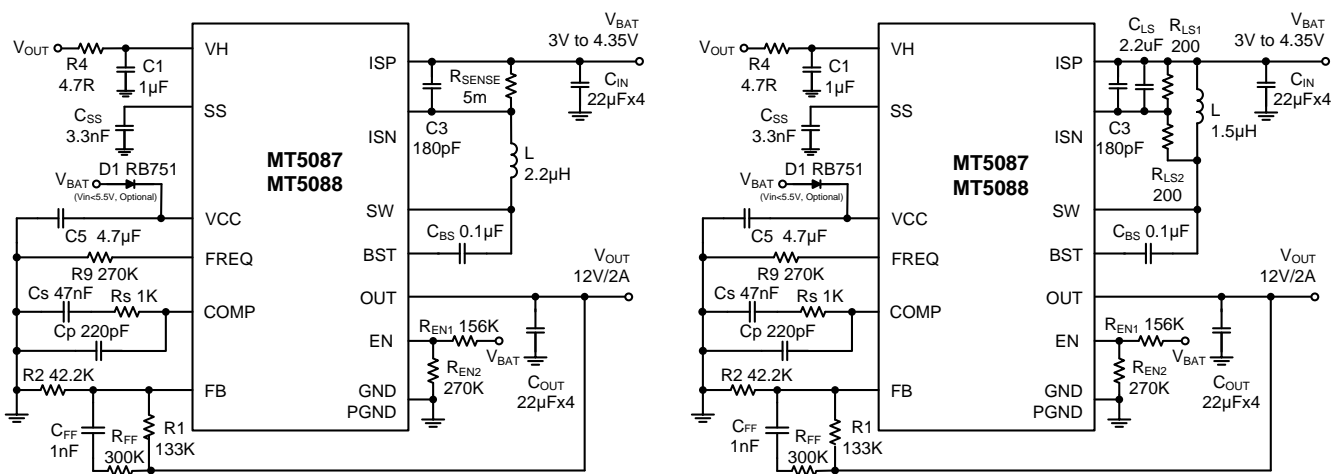 VOUT
R4
4.7R
C1
1µF
VH
CSS
3.3nF
SS
D1 RB751
VBAT
(Vin<5.5V, Optional)
VCC
C5 4.7µF
FREQ
R9 270K
Cs 47nF
Rs 1K
COMP
Cp 220pF
R2 42.2K
FB
CFF
1nF
RFF
300K
R1
133K
MT5087
MT5088
ISP
ISN
SW
BST
OUT
EN
GND
PGND
VBAT
3V to 4.35V
RSENSE
5m
CIN
22µFx4
C3
180pF
L
2.2µH
CBS 0.1µF
VOUT
12V/2A
REN1 156K
VBAT
REN2
270K
COUT
22µFx4
VOUT
R4
4.7R
C1
1µF
VH
CSS
3.3nF
SS
D1 RB751
VBAT
(Vin<5.5V, Optional)
VCC
C5 4.7µF
FREQ
R9 270K
Cs 47nF
Rs 1K
COMP
Cp 220pF
R2 42.2K
FB
CFF
1nF
RFF
300K
R1
133K
MT5087
MT5088
ISP
ISN
SW
BST
OUT
EN
GND
PGND
CLS
2.2uF
RLS1
200
VBAT
3V to 4.35V
CIN
22µFx4
C3
180pF
L
1.5µH
RLS2
200
CBS 0.1µF
VOUT
12V/2A
REN1 156K
VBAT
REN2
270K
COUT
22µFx4